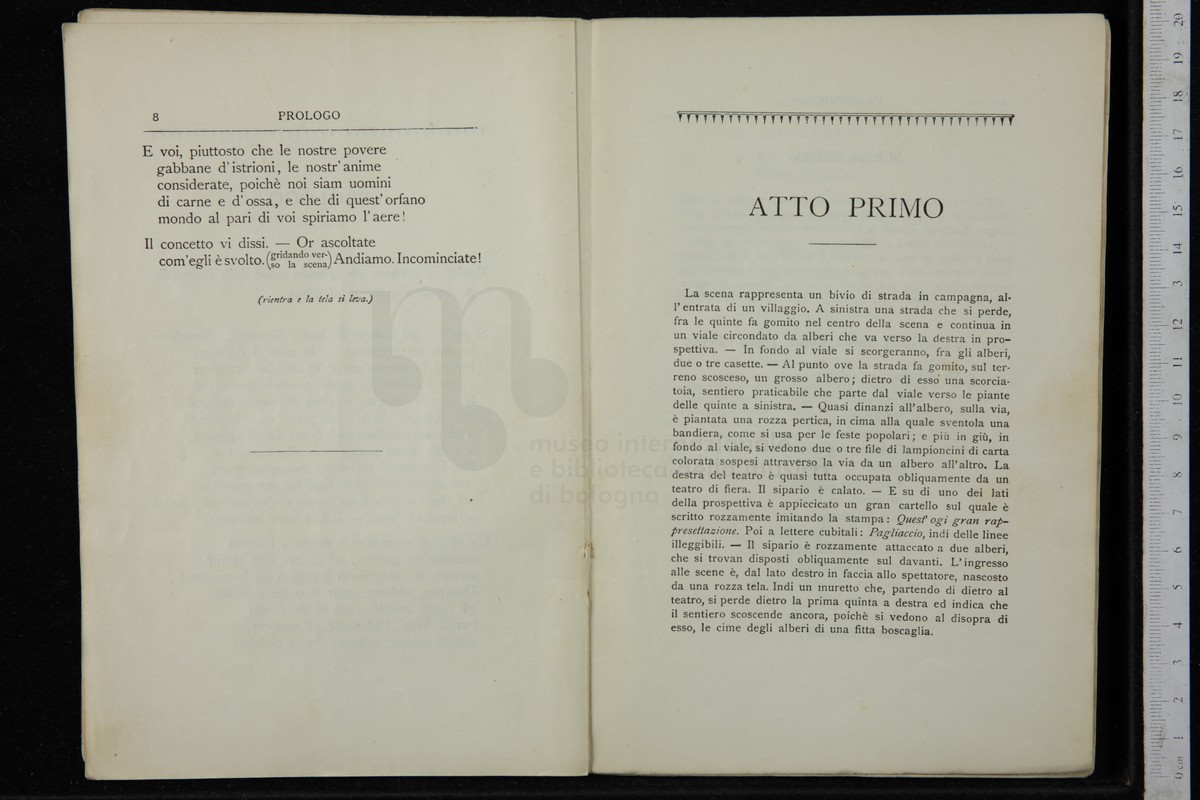 8
PROLOGO
E voi, piuttosto che le nostre povere
gabbane d'istrioni, le nostr'anime
considerate, poichè noi siam uomini
di carne e d'ossa, e che di quest'orfano
mondo al pari di voi spiriamo l'aere!
Il concetto vi dissi. — Or ascoltate
com'egli è svolto. (gridando verso la scena) Andiamo. Incominciate!
(rientra e la tela si leva.)
ATTO PRIMO
La scena rappresenta un bivio di strada in campagna, al-
l'entrata di un villaggio. A sinistra una strada che si perde,
fra le quinte fa gomito nel centro della scena e continua in
un viale circondato da alberi che va verso la destra in pro-
spettiva. — In fondo al viale si scorgeranno, fra gli alberi,
due o tre casette. — Al punto ove la strada fa gomito, sul ter-
reno scosceso, un grosso albero; dietro di esso una scorcia-
toia, sentiero praticabile che parte dal viale verso le piante
delle quinte a sinistra. — Quasi dinanzi all'albero, sulla via,
è piantata una rozza pertica, in cima alla quale sventola una
bandiera, come si usa per le feste popolari; e più in giù, in
fondo al viale, si vedono due o tre file di lampioncini di carta
colorata sospesi attraverso la via da un albero all'altro. La
destra del teatro è quasi tutta occupata obliquamente da un
teatro di fiera. Il sipario è calato. — E su di uno dei lati
della prospettiva è appiccicato un gran cartello sul quale è
scritto rozzamente imitando la stampa: Quest'ogi gran rap-
presettazione. Poi a lettere cubitali: Pagliaccio, indi delle linee
illeggibili. — Il sipario è rozzamente attaccato a due alberi,
che si trovan disposti obliquamente sul davanti. L'ingresso
alle scene è, dal lato destro in faccia allo spettatore, nascosto
da una rozza tela. Indi un muretto che, partendo di dietro al
teatro, si perde dietro la prima quinta a destra ed indica che
il sentiero scoscende ancora, poichè si vedono al disopra di
esso, le cime degli alberi di una fitta boscaglia.
museo inter
e biblioteca
di bologna
0 cm 1 2 3 4 5 6 7 8 9 10 11 12 13 14 15 16 17 18 19 20